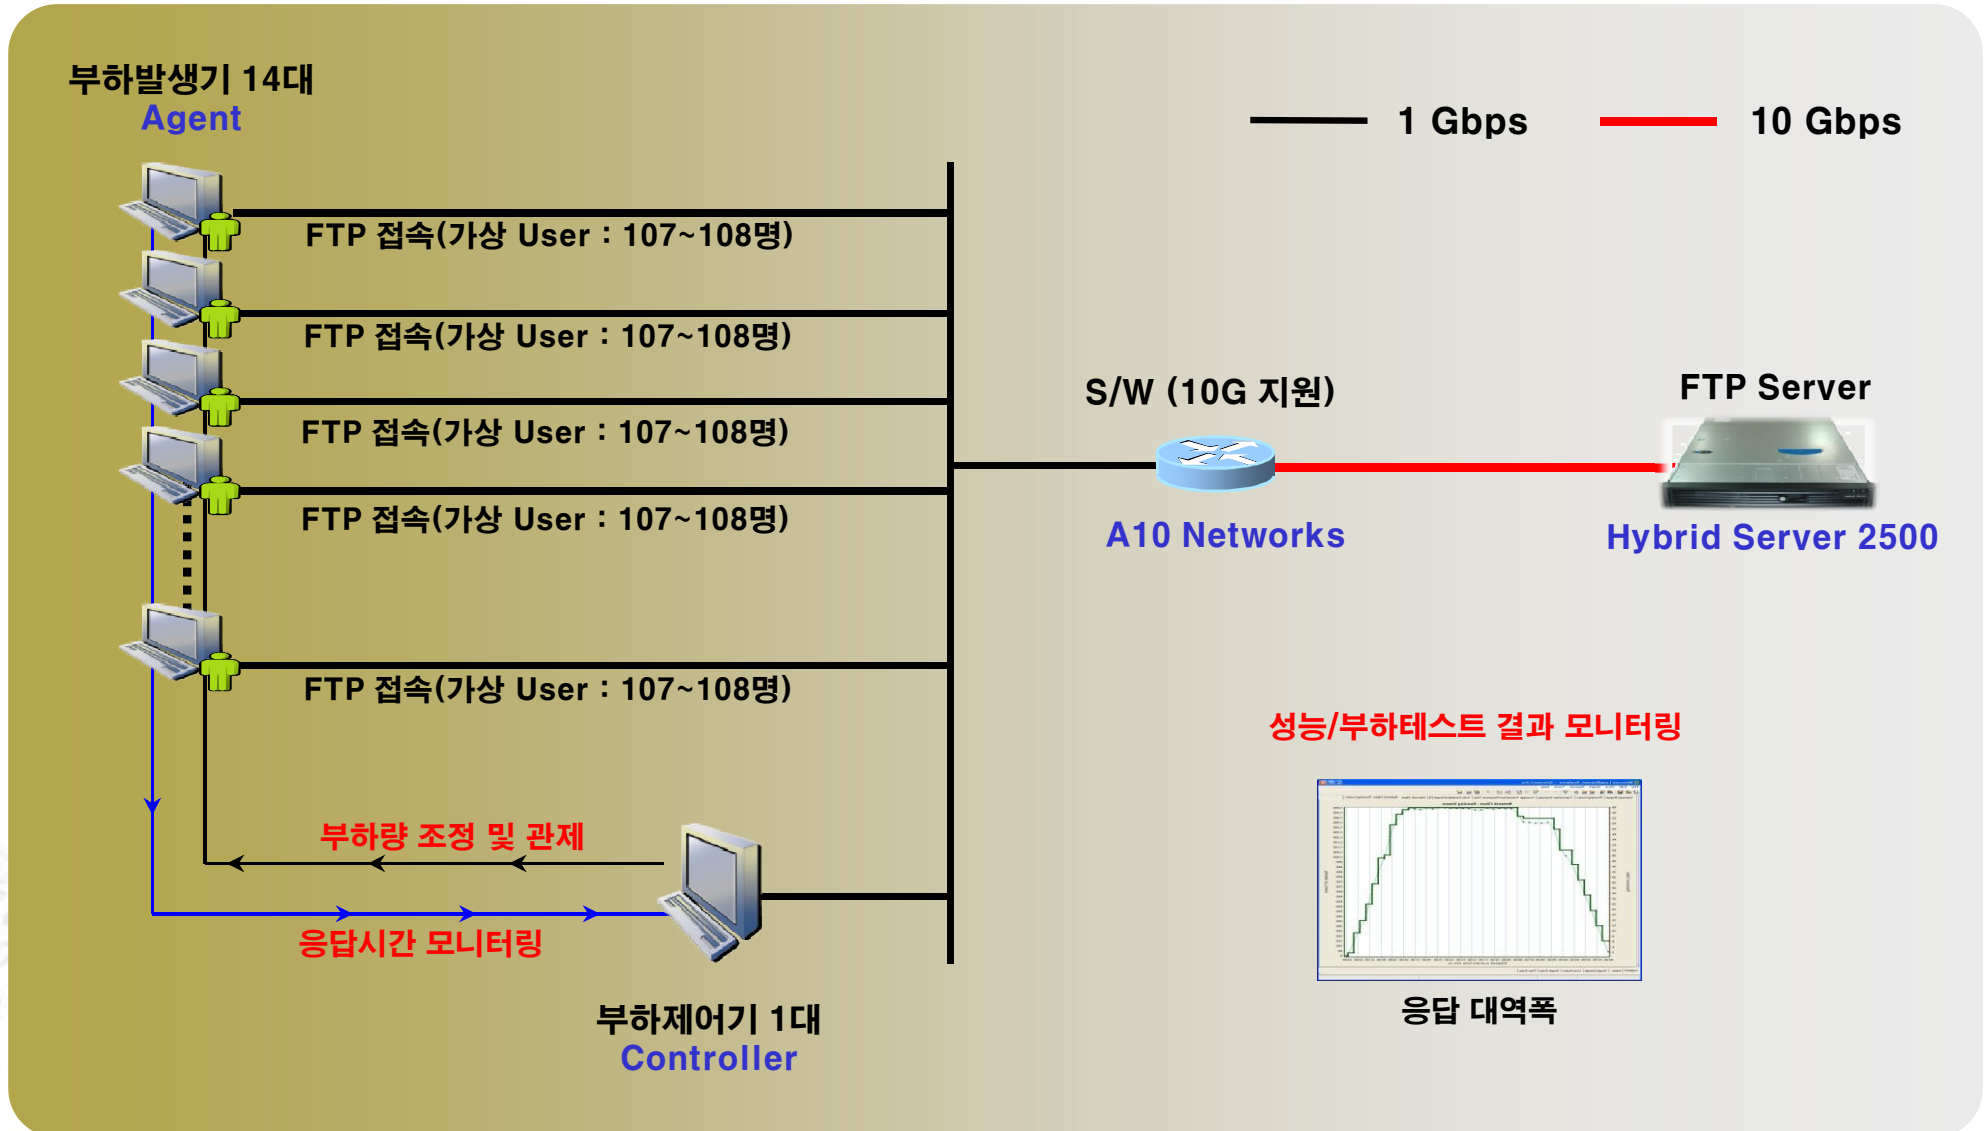 부하발생기 14대
Agent
1 Gbps
10 Gbps
FTP 접속(가상 User : 107~108명)
FTP 접속(가상 User : 107~108명)
FTP 접속(가상 User : 107~108명)
FTP 접속(가상 User : 107~108명)
FTP 접속(가상 User : 107~108명)
S/W (10G 지원)
A10 Networks
FTP Server
Hybrid Server 2500
부하량 조정 및 관제
응답시간 모니터링
부하제어기 1대
Controller
성능/부하테스트 결과 모니터링
응답 대역폭